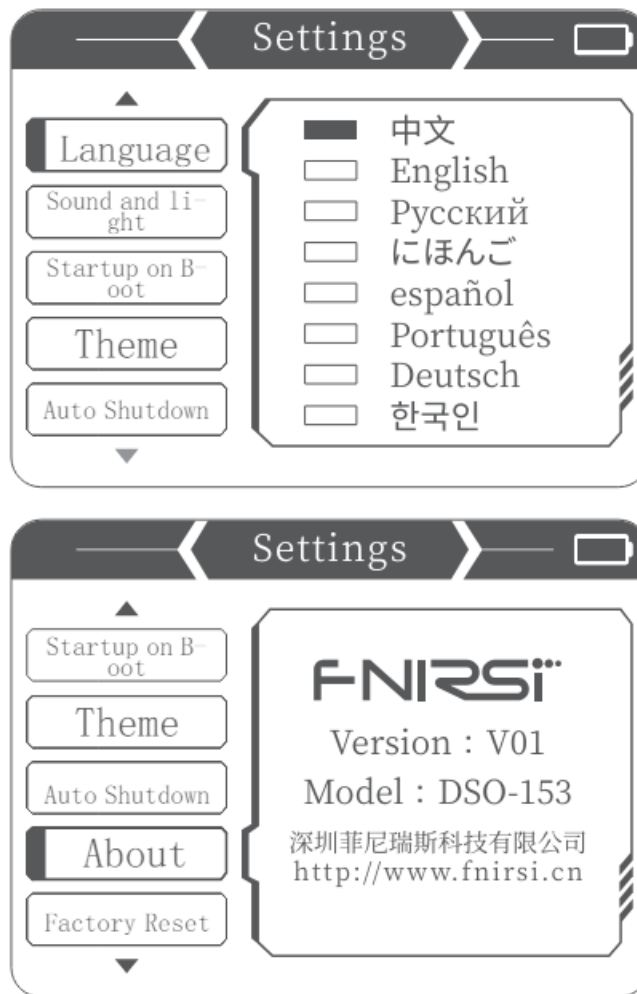 Settings
Language
Sound and li-
ght
Startup on B-
oot
Theme
Auto Shutdown
中文
English
Русский
にほんご
español
Português
Deutsch
한국인
Settings
Startup on B-
oot
Theme
Auto Shutdown
About
Factory Reset
FNIRSI
Version：V01
Model：DSO-153
深圳菲尼瑞斯科技有限公司
http://www.fnirsi.cn